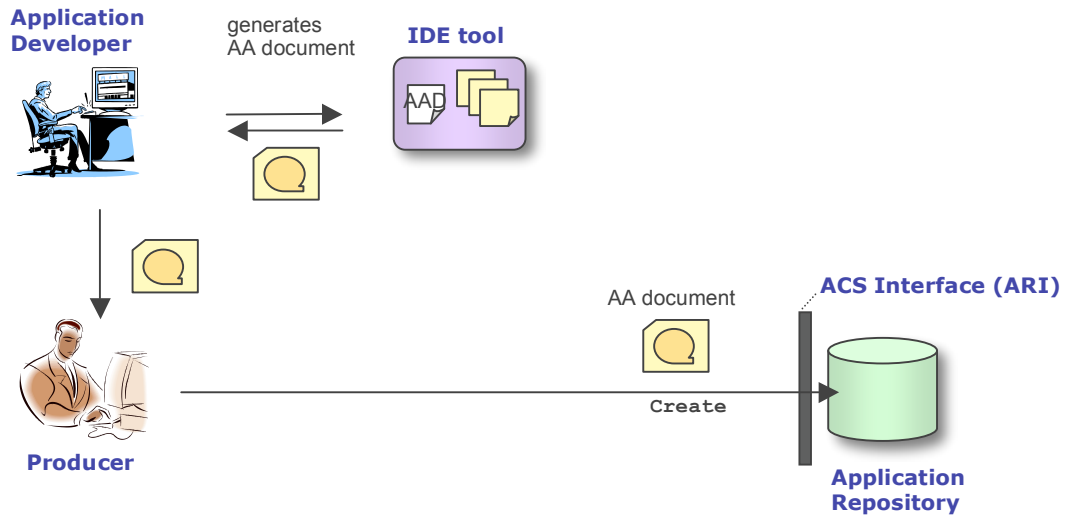 Application
Developer
generates
AA document
IDE tool
AAD
AA document
ACS Interface (ARI)
Create
Producer
Application
Repository